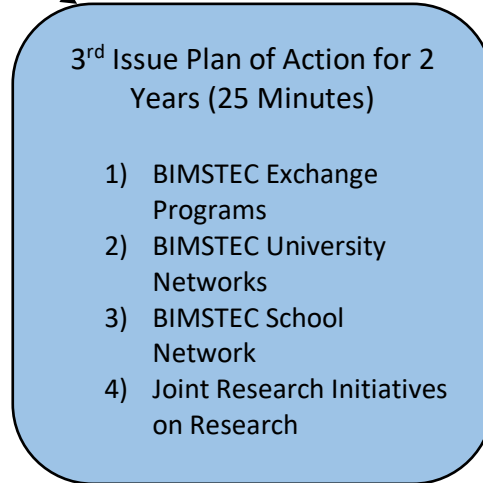 3rd Issue Plan of Action for 2
Years (25 Minutes)
1) BIMSTEC Exchange
Programs
2) BIMSTEC University
Networks
3) BIMSTEC School
Network
4) Joint Research Initiatives
on Research